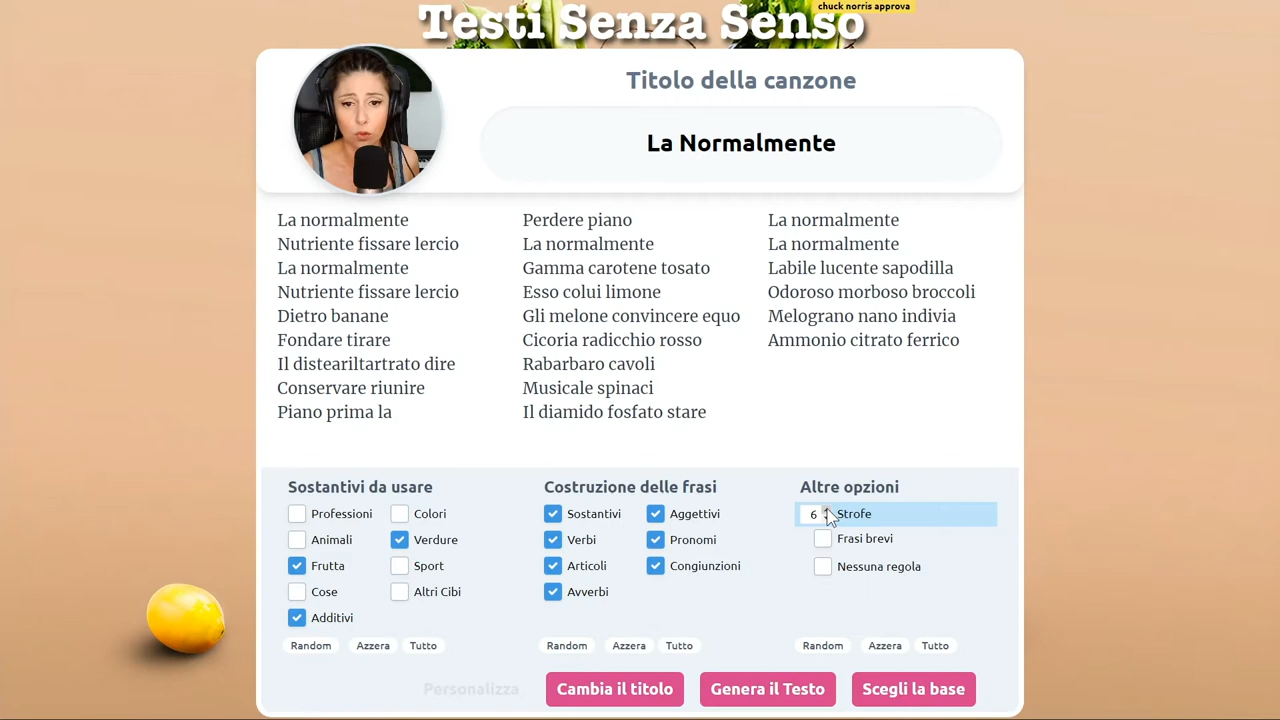 chuck norris approva
Testi Senza Senso
Titolo della canzone
La Normalmente
La normalmente
Nutriente fissare lercio
La normalmente
Nutriente fissare lercio
Dietro banane
Fondare tirare
Il disteariltartrato dire
Conservare riunire
Piano prima la
Perdere piano
La normalmente
Gamma carotene tosato
Esso colui limone
Gli melone convincere equo
Cicoria radicchio rosso
Rabarbaro cavoli
Musicale spinaci
Il diamido fosfato stare
La normalmente
La normalmente
Labile lucente sapodilla
Odoroso morboso broccoli
Melograno nano indivia
Ammonio citrato ferrico
Sostantivi da usare
Professioni Colori
Animali Verdure
Frutta Sport
Cose Altri Cibi
Additivi
Random Azzera Tutto
Costruzione delle frasi
Sostantivi Aggettivi
Verbi Pronomi
Articoli Congiunzioni
Avverbi
Random Azzera Tutto
Altre opzioni
6 Strofe
Frasi brevi
Nessuna regola
Random Azzera Tutto
Personalizza Cambia il titolo Genera il Testo Scegli la base